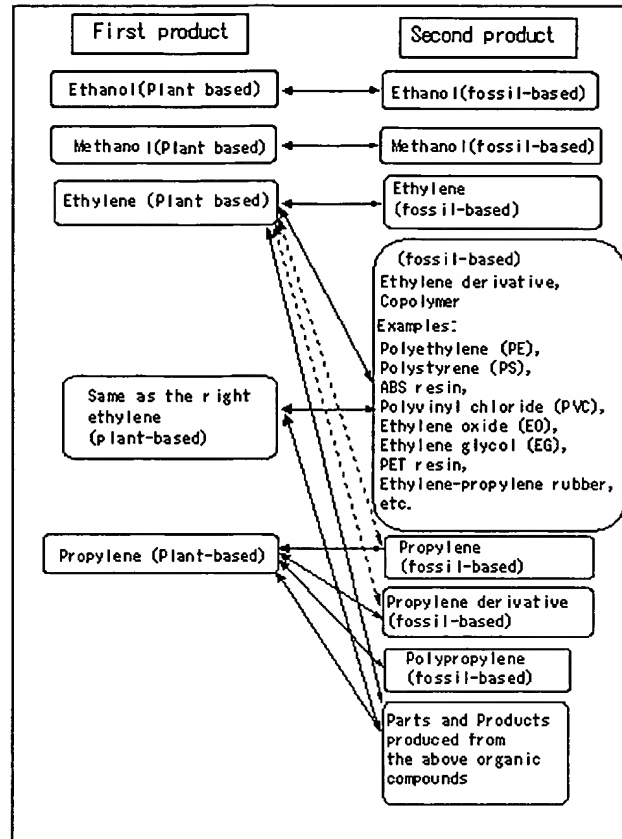 First product
Second product
Ethanol(Plant based)
Ethanol(fossil-based)
Methanol(Plant based)
Methanol(fossil-based)
Ethylene (Plant based)
Ethylene
(fossil-based)
(fossil-based)
Ethylene derivative,
Copolymer
Examples:
Polyethylene (PE),
Polystyrene (PS),
ABS resin,
Polyvinyl chloride (PVC),
Ethylene oxide (EO),
Ethylene glycol (EG),
PET resin,
Ethylene-propylene rubber,
etc.
Same as the right
ethylene
(plant-based)
Propylene (Plant-based)
Propylene
(fossil-based)
Propylene derivative
(fossil-based)
Polypropylene
(fossil-based)
Parts and Products
produced from
the above organic
compounds